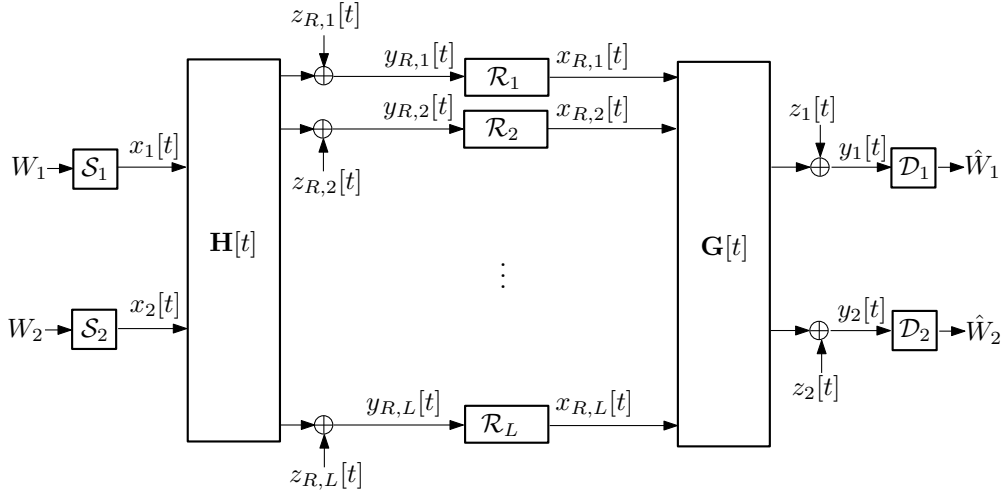 z_{R,1}[t]
y_{R,1}[t] R_1 x_{R,1}[t]
y_{R,2}[t] R_2 x_{R,2}[t]
z_{R,2}[t]
W_1 S_1 x_1[t]
z_1[t]
y_1[t] D_1 Ŵ_1
H[t]
⋮
G[t]
W_2 S_2 x_2[t]
y_2[t] D_2 Ŵ_2
z_2[t]
y_{R,L}[t] R_L x_{R,L}[t]
z_{R,L}[t]